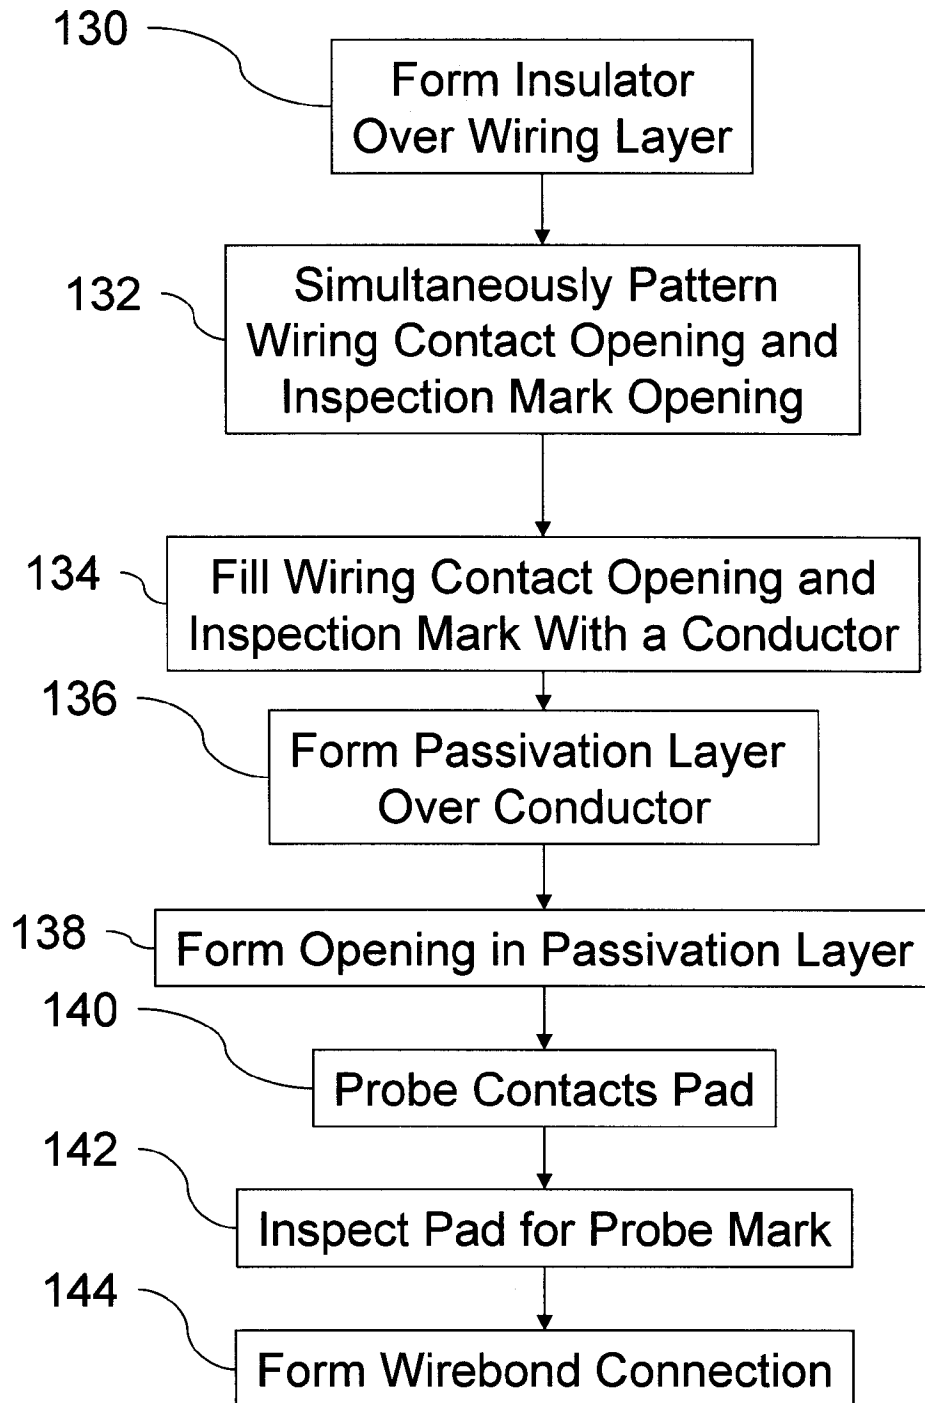 130
Form Insulator
Over Wiring Layer
132
Simultaneously Pattern
Wiring Contact Opening and
Inspection Mark Opening
134
Fill Wiring Contact Opening and
Inspection Mark With a Conductor
136
Form Passivation Layer
Over Conductor
138
Form Opening in Passivation Layer
140
Probe Contacts Pad
142
Inspect Pad for Probe Mark
144
Form Wirebond Connection